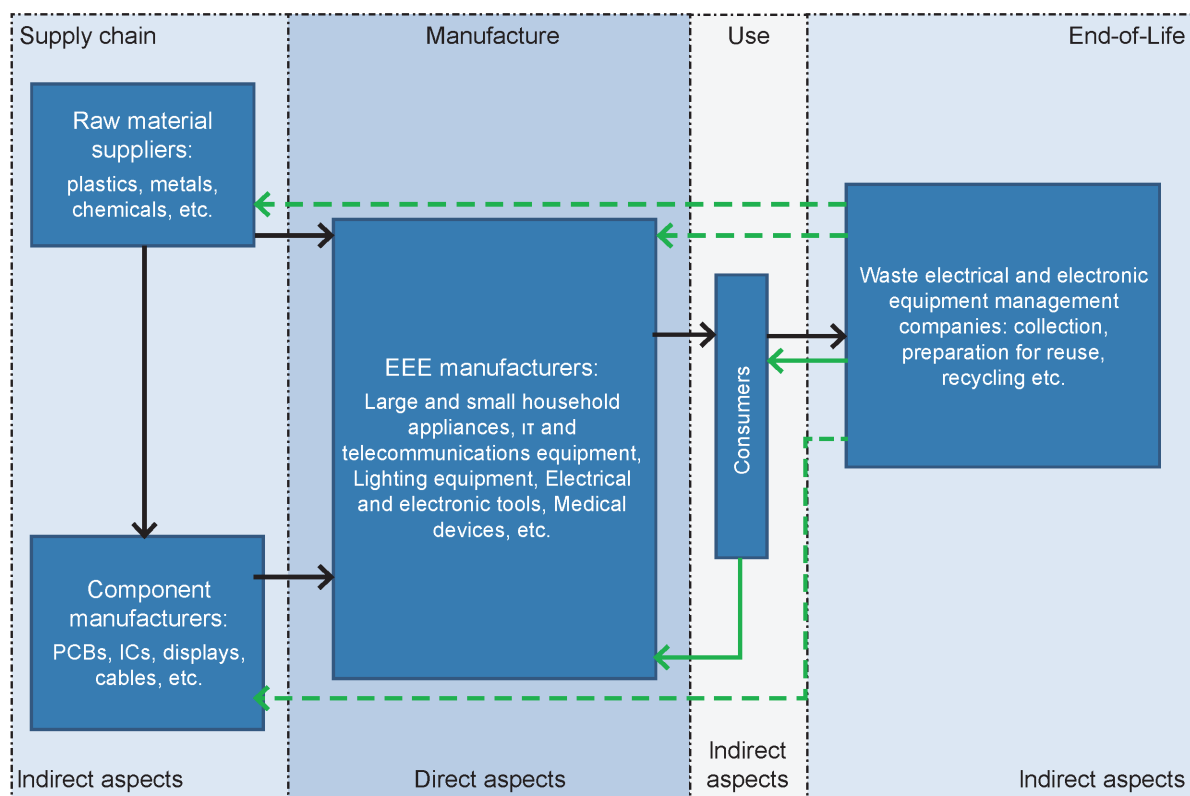 Supply chain
Manufacture
Use
End-of-Life
Raw material
suppliers:
plastics, metals,
chemicals, etc.
EEE manufacturers:
Large and small household
appliances, IT and
telecommunications equipment,
Lighting equipment, Electrical
and electronic tools, Medical
devices, etc.
Consumers
Waste electrical and electronic
equipment management
companies: collection,
preparation for reuse,
recycling etc.
Component
manufacturers:
PCBs, ICs, displays,
cables, etc.
Indirect aspects
Direct aspects
Indirect
aspects
Indirect aspects